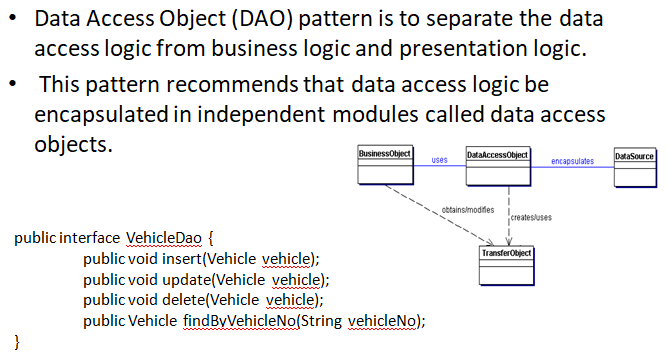 • Data Access Object (DAO) pattern is to separate the data
access logic from business logic and presentation logic.
• This pattern recommends that data access logic be
encapsulated in independent modules called data access
objects.
BusinessObject
uses
DataAccessObject
encapsulates
DataSource
obtains/modifies
creates/uses
TransferObject
public interface VehicleDao {
public void insert(Vehicle vehicle);
public void update(Vehicle vehicle);
public void delete(Vehicle vehicle);
public Vehicle findByVehicleNo(String vehicleNo);
}